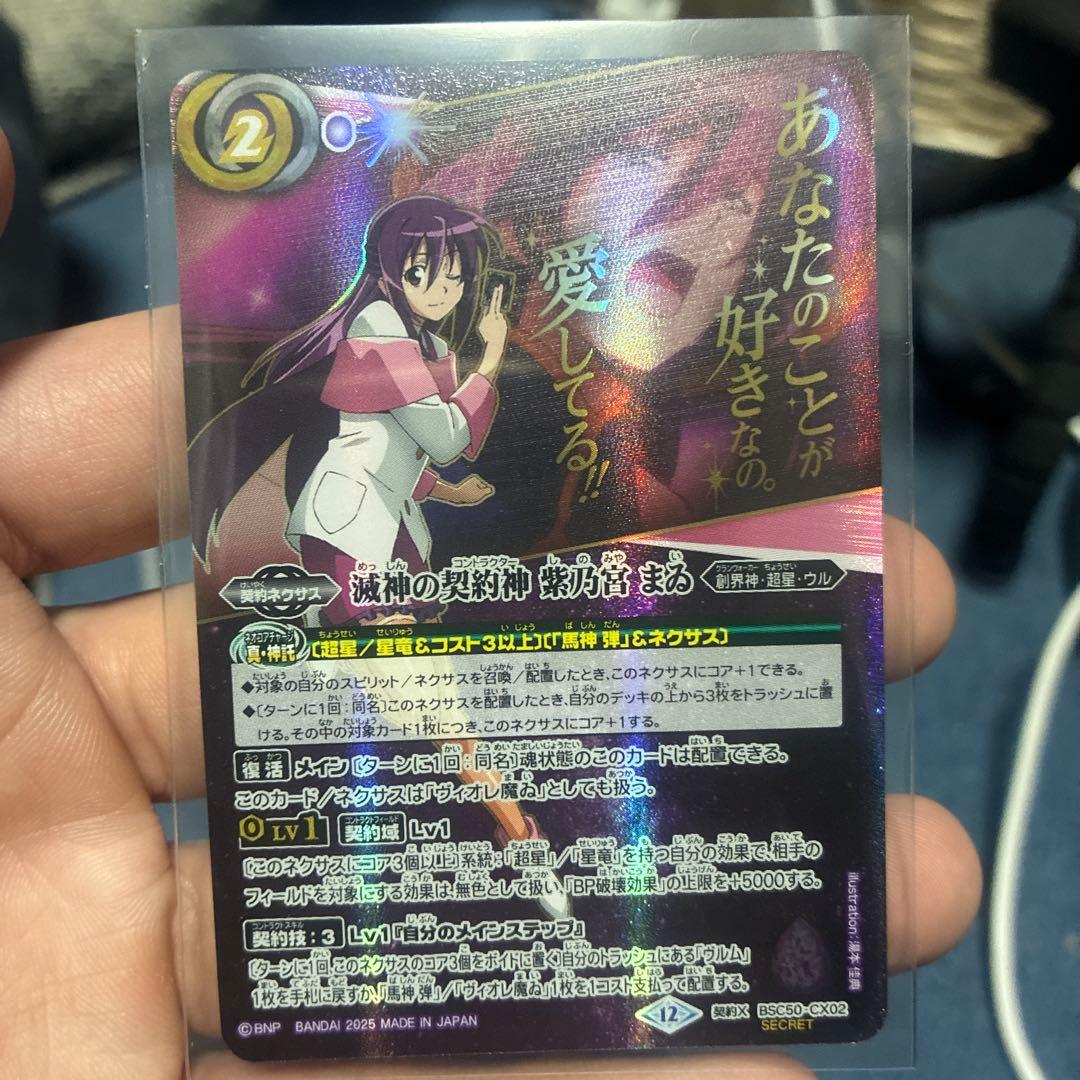 2
あなたのことが
好きなの。
愛してる!!
契約ネクサス
滅神の契約神 紫乃宮 まゐ
創界神・超星・ウル
ネオコアチャージ
真・神託
〔超星/星竜&コスト3以上〕〔「馬神 弾」&ネクサス〕
◆対象の自分のスピリット/ネクサスを召喚/配置したとき、このネクサスにコア+1できる。
◆〔ターンに1回:同名〕このネクサスを配置したとき、自分のデッキの上から3枚をトラッシュに置
ける。その中の対象カード1枚につき、このネクサスにコア+1する。
復活 メイン〔ターンに1回:同名〕魂状態のこのカードは配置できる。
このカード/ネクサスは「ヴィオレ魔ゐ」としても扱う。
0 LV1 契約域 Lv1
〔このネクサスにコア3個以上〕系統:「超星」/「星竜」を持つ自分の効果で、相手の
フィールドを対象にする効果は、無色として扱い、「BP破壊効果」の上限を+5000する。
契約技:3 Lv1『自分のメインステップ』
〔ターンに1回、このネクサスのコア3個をボイドに置く〕自分のトラッシュにある「ヴルム」
1枚を手札に戻すか、「馬神 弾」/「ヴィオレ魔ゐ」1枚を1コスト支払って配置する。
illustration:湯本 佳典
12
契約X BSC50-CX02
SECRET
©BNP BANDAI 2025 MADE IN JAPAN